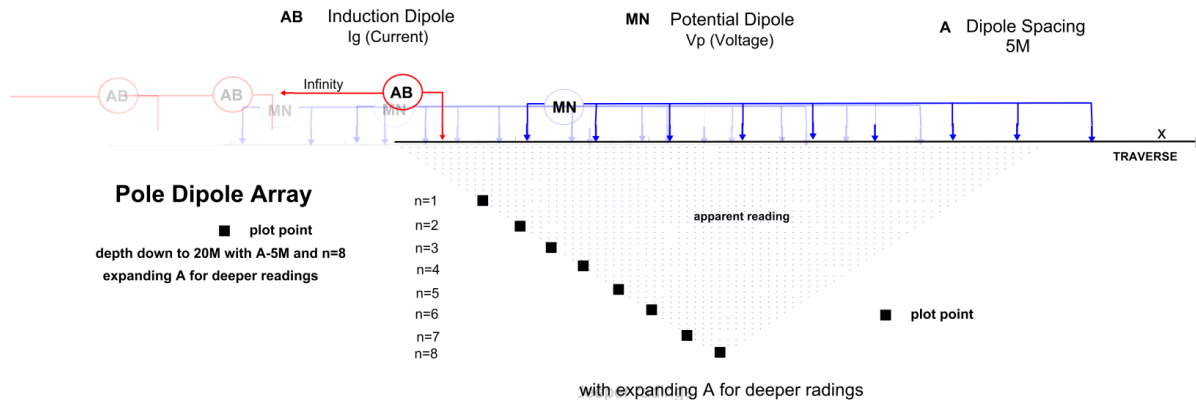 AB Induction Dipole
Ig (Current)
MN Potential Dipole
Vp (Voltage)
A Dipole Spacing
5M
AB
AB
Infinity
AB
MN
MN
MN
X
TRAVERSE
Pole Dipole Array
plot point
depth down to 20M with A-5M and n=8
expanding A for deeper readings
n=1
n=2
n=3
n=4
n=5
n=6
n=7
n=8
apparent reading
plot point
with expanding A for deeper radings